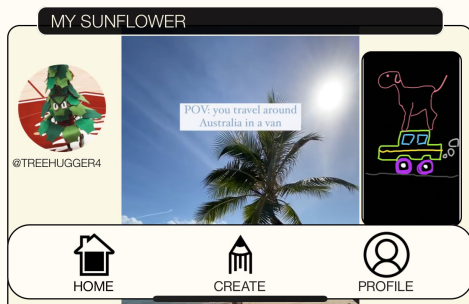 MY SUNFLOWER
POV: you travel around
Australia in a van
@TREEHUGGER4
HOME
CREATE
PROFILE